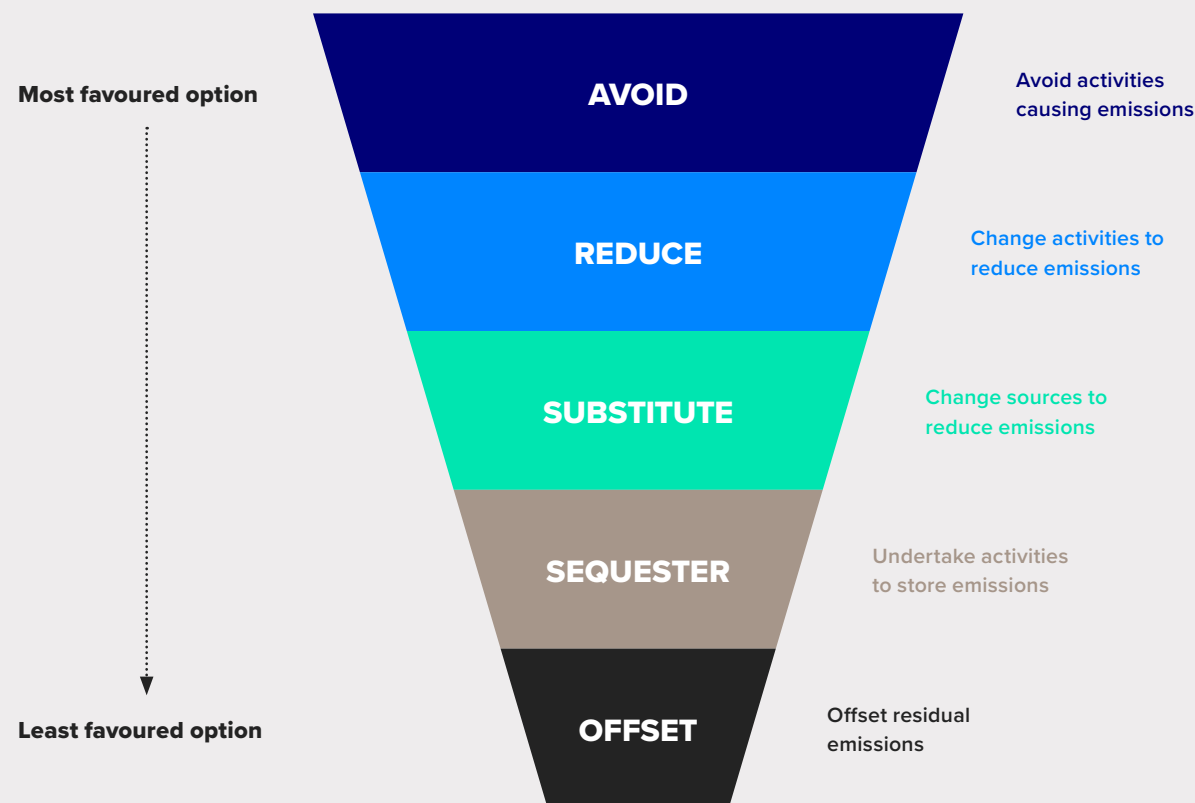 Most favoured option
AVOID
Avoid activities
causing emissions
REDUCE
Change activities to
reduce emissions
SUBSTITUTE
Change sources to
reduce emissions
SEQUESTER
Undertake activities
to store emissions
Least favoured option
OFFSET
Offset residual
emissions